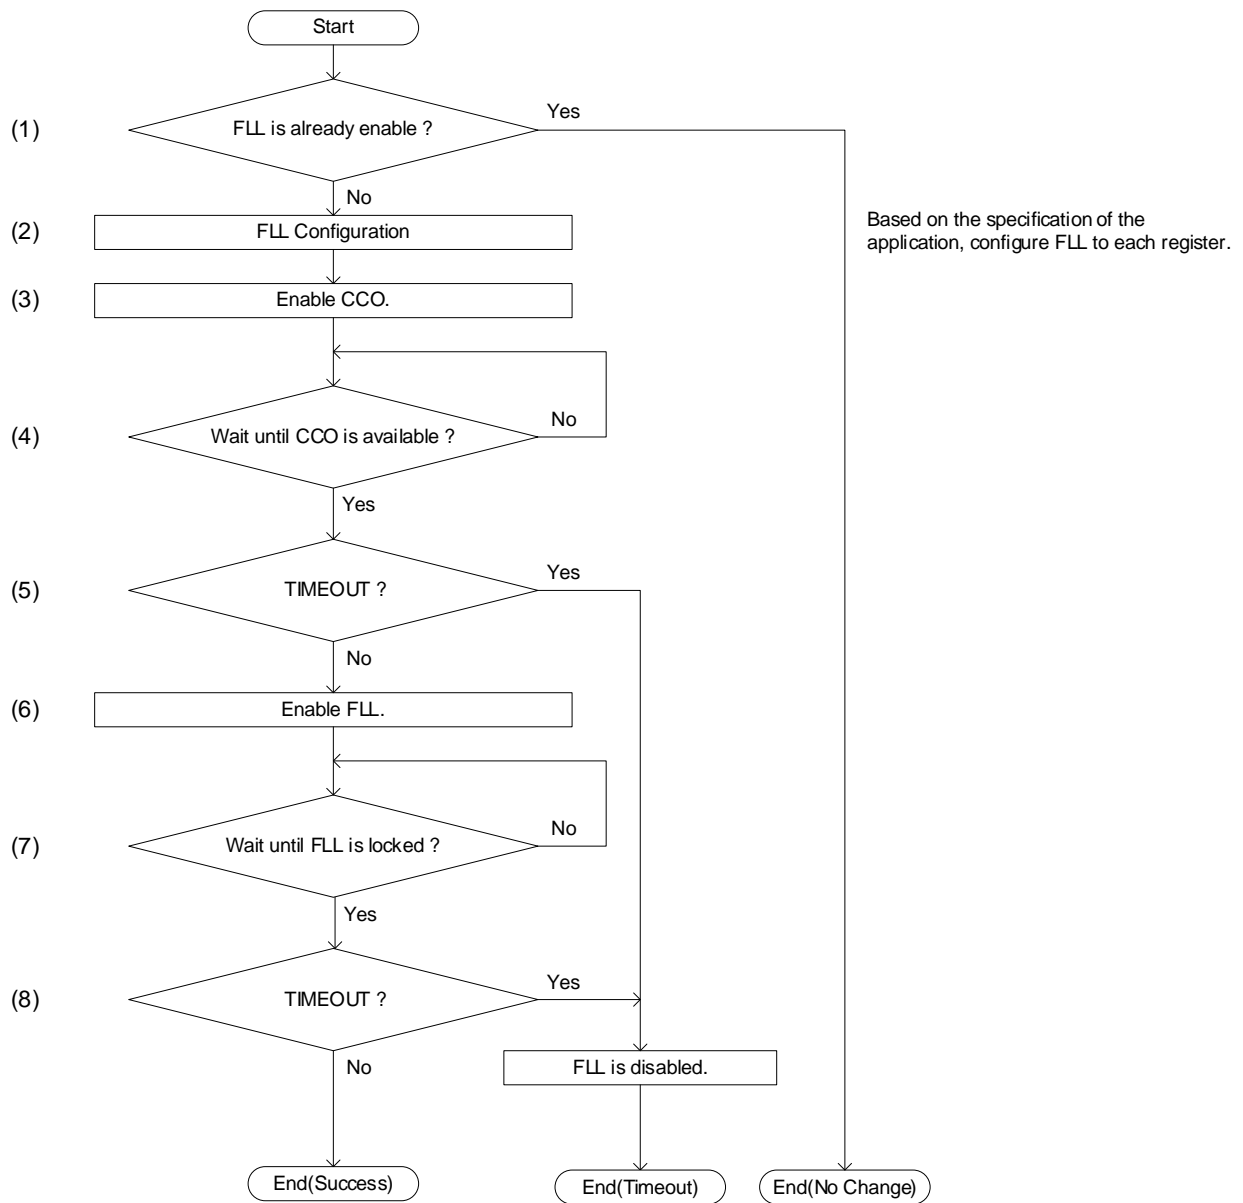 Start
(1)
FLL is already enable ?
Yes
No
(2)
FLL Configuration
Based on the specification of the
application, configure FLL to each register.
(3)
Enable CCO.
(4)
Wait until CCO is available ?
No
Yes
(5)
TIMEOUT ?
Yes
No
(6)
Enable FLL.
(7)
Wait until FLL is locked ?
No
Yes
(8)
TIMEOUT ?
Yes
No
FLL is disabled.
End(Success)
End(Timeout)
End(No Change)